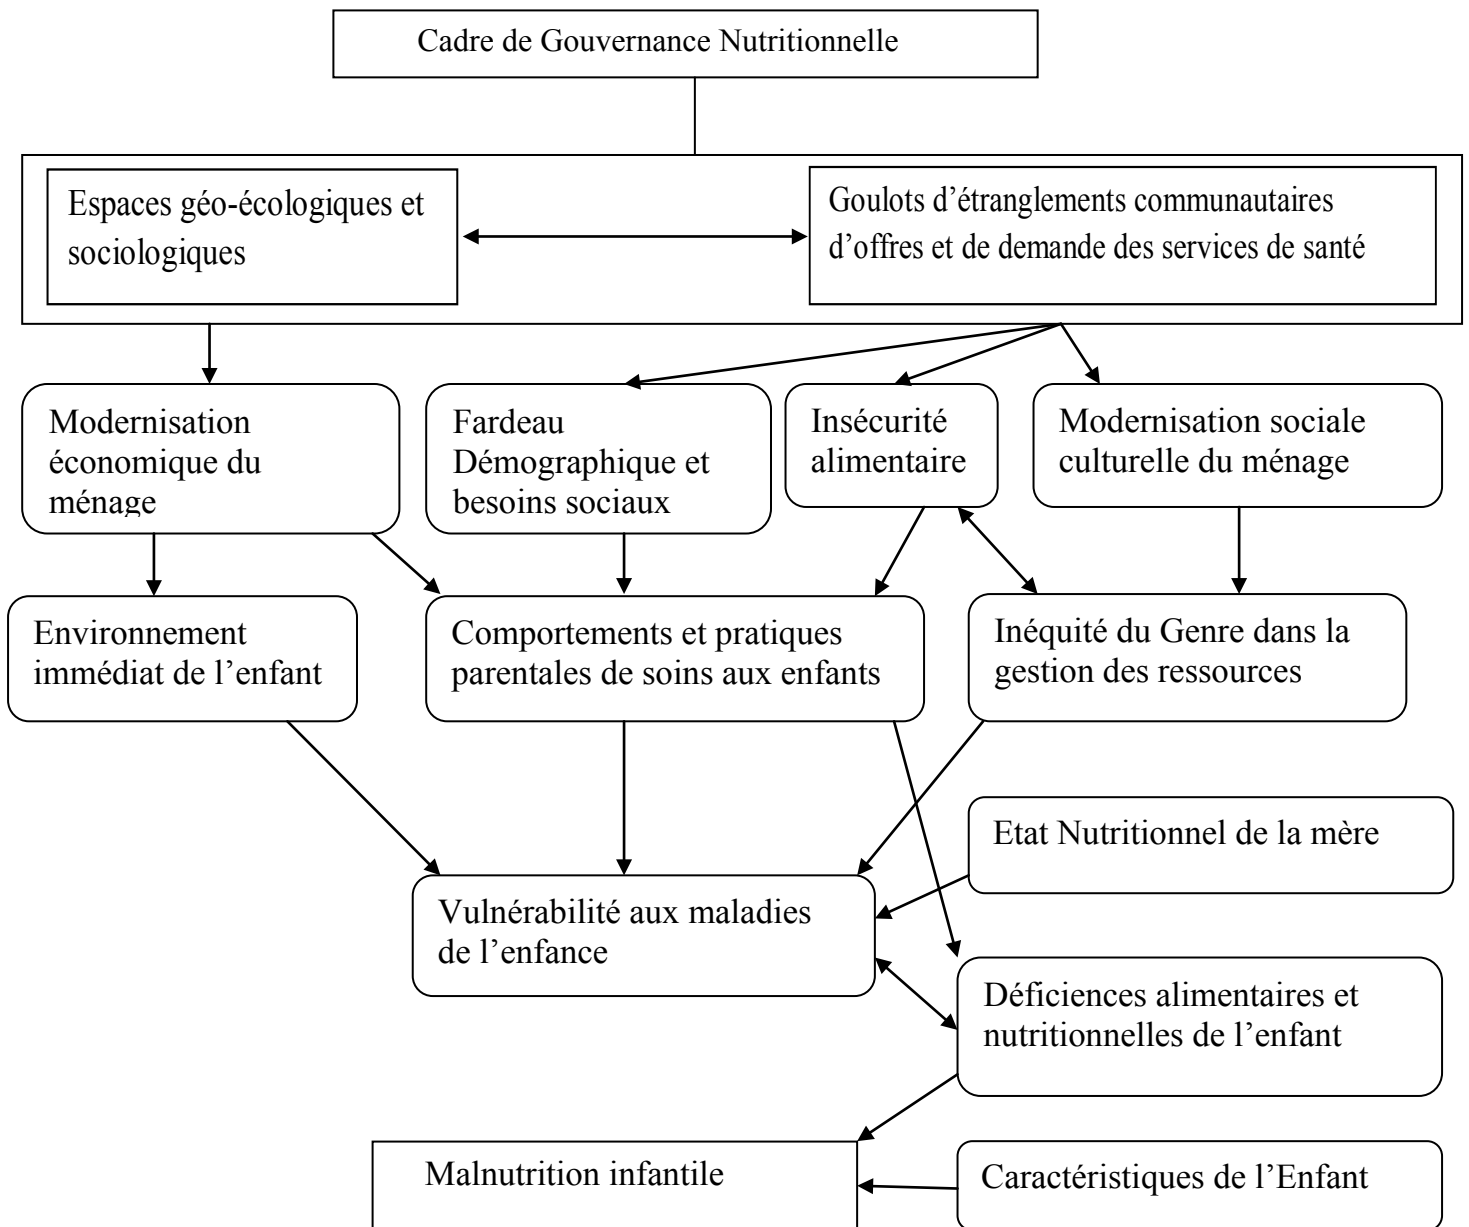 Cadre de Gouvernance Nutritionnelle
Espaces géo-écologiques et
sociologiques
Goulots d’étranglements communautaires
d’offres et de demande des services de santé
Modernisation
économique du
ménage
Fardeau
Démographique et
besoins sociaux
Insécurité
alimentaire
Modernisation sociale
culturelle du ménage
Environnement
immédiat de l’enfant
Comportements et pratiques
parentales de soins aux enfants
Inéquité du Genre dans la
gestion des ressources
Etat Nutritionnel de la mère
Vulnérabilité aux maladies
de l’enfance
Déficiences alimentaires et
nutritionnelles de l’enfant
Malnutrition infantile
Caractéristiques de l’Enfant